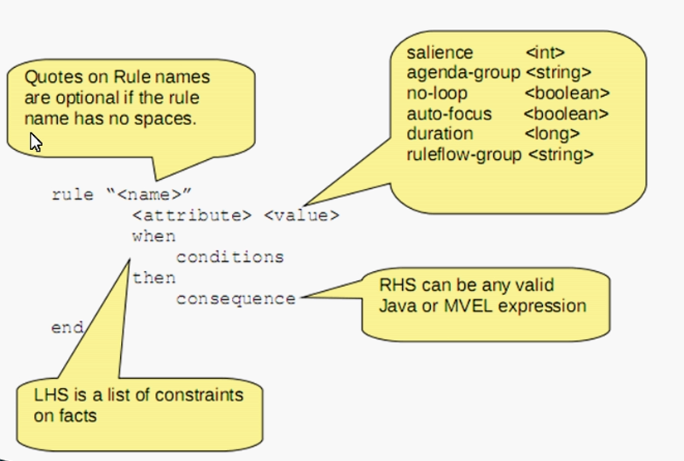 Quotes on Rule names
are optional if the rule
name has no spaces.
salience <int>
agenda-group <string>
no-loop <boolean>
auto-focus <boolean>
duration <long>
ruleflow-group <string>
rule “<name>”
<attribute> <value>
when
conditions
then
consequence
end
RHS can be any valid
Java or MVEL expression
LHS is a list of constraints
on facts